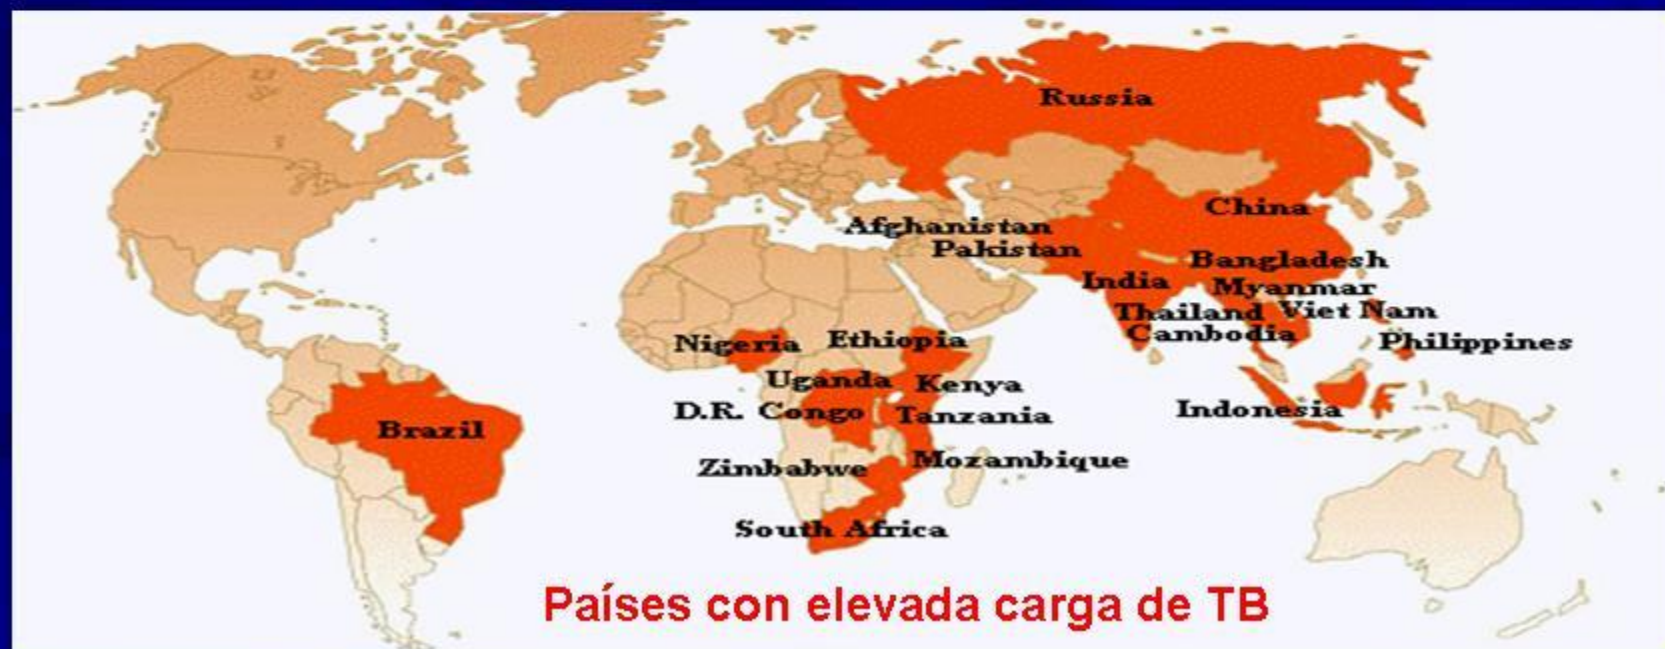 Russia
China
Afghanistan
Pakistan
Bangladesh
India
Myanmar
Thailand
Viet Nam
Cambodia
Philippines
Nigeria
Ethiopia
Uganda
Kenya
D.R. Congo
Tanzania
Indonesia
Brazil
Zimbabwe
Mozambique
South Africa
Países con elevada carga de TB